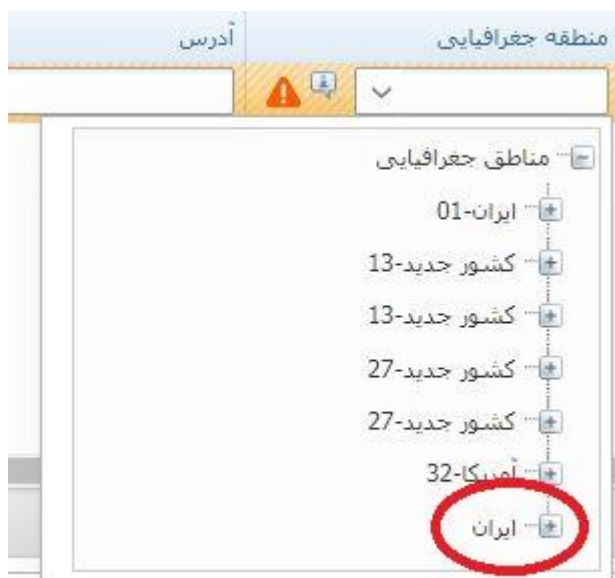 منطقه جغرافیایی
آدرس
مناطق جغرافیایی
ایران-01
کشور جدید-13
کشور جدید-13
کشور جدید-27
کشور جدید-27
آمریکا-32
ایران